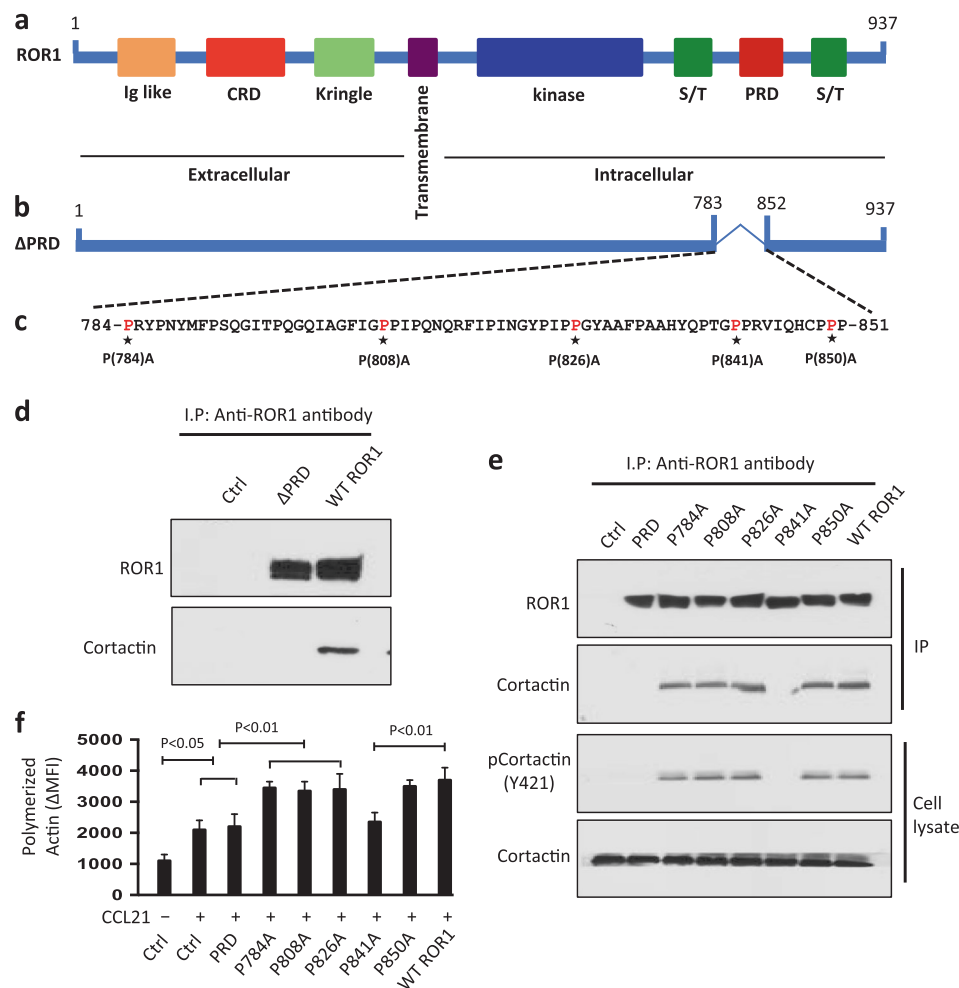 a
1
937
ROR1
Ig like
CRD
Kringle
Transmembrane
kinase
S/T
PRD
S/T
Extracellular
Intracellular
b
1
783
852
937
ΔPRD
c
784-PRYPNYMFPSQGITPQGQIAGFIGPPIPQNQRFIPINGYPIPPGYAAFPAAHYQPTGPPRVIQHCPPP-851
★ ★ ★ ★ ★
P(784)A P(808)A P(826)A P(841)A P(850)A
d
I.P: Anti-ROR1 antibody
Ctrl ΔPRD WT ROR1
ROR1
Cortactin
e
I.P: Anti-ROR1 antibody
Ctrl PRD P784A P808A P826A P841A P850A WT ROR1
ROR1
Cortactin
IP
pCortactin
(Y421)
Cortactin
Cell
lysate
f
Polymerized
Actin (ΔMFI)
5000
4000
3000
2000
1000
0
P<0.05
P<0.01
P<0.01
CCL21 – + + + + + + + +
Ctrl Ctrl PRD P784A P808A P826A P841A P850A WT ROR1